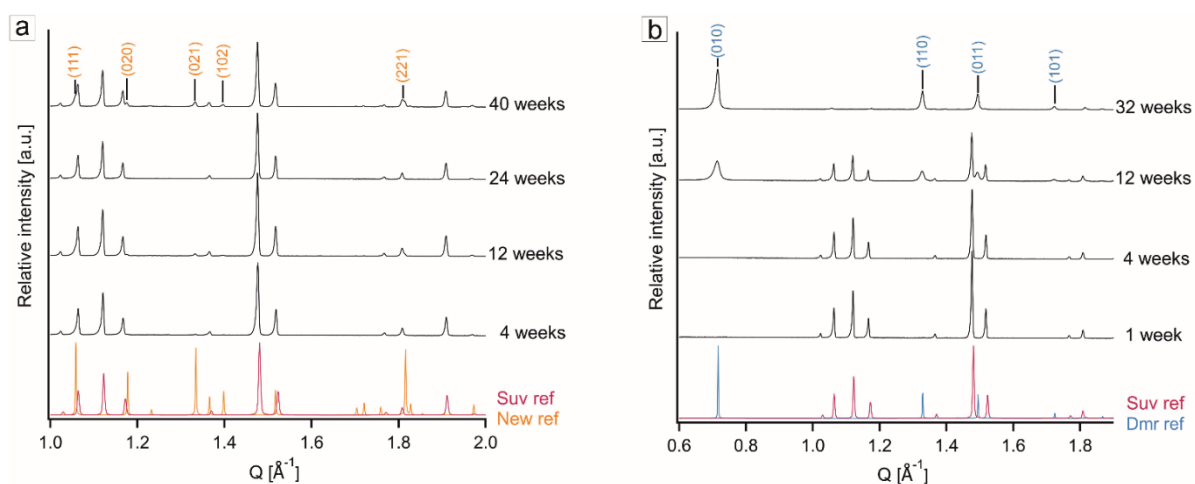 a
(111)
(020)
(021)
(102)
(221)
40 weeks
24 weeks
12 weeks
4 weeks
Suv ref
New ref
Relative intensity [a.u.]
1.0 1.2 1.4 1.6 1.8 2.0
Q [Å⁻¹]
b
(010)
(110)
(011)
(101)
32 weeks
12 weeks
4 weeks
1 week
Suv ref
Dmr ref
Relative intensity [a.u.]
0.6 0.8 1.0 1.2 1.4 1.6 1.8
Q [Å⁻¹]